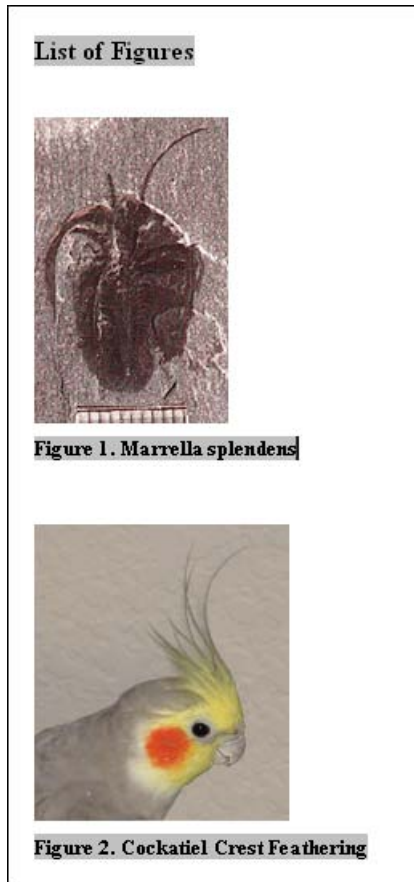 List of Figures
Figure 1. Marrella splendens
Figure 2. Cockatiel Crest Feathering